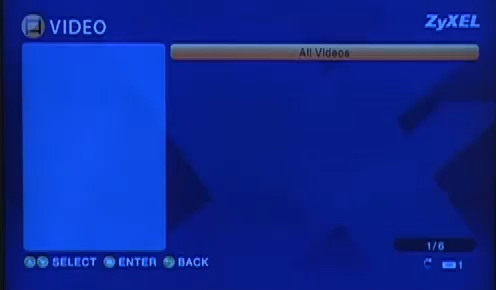 VIDEO
ZyXEL
All Videos
1/6
SELECT ENTER BACK
1